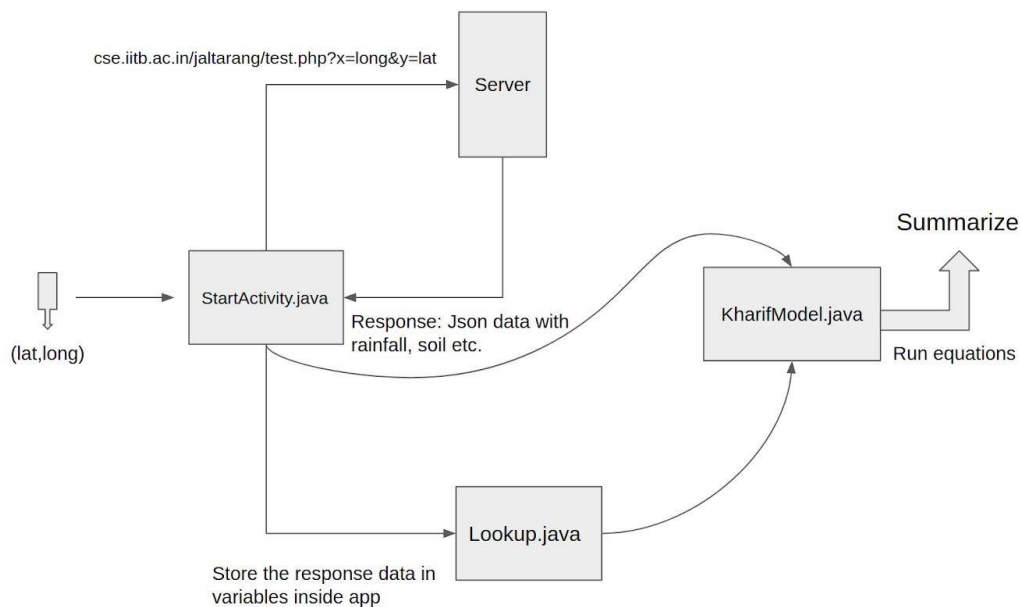 cse.iitb.ac.in/jaltarang/test.php?x=long&y=lat
Server
Summarize
StartActivity.java
KharifModel.java
Response: Json data with
rainfall, soil etc.
(lat,long)
Run equations
Lookup.java
Store the response data in
variables inside app